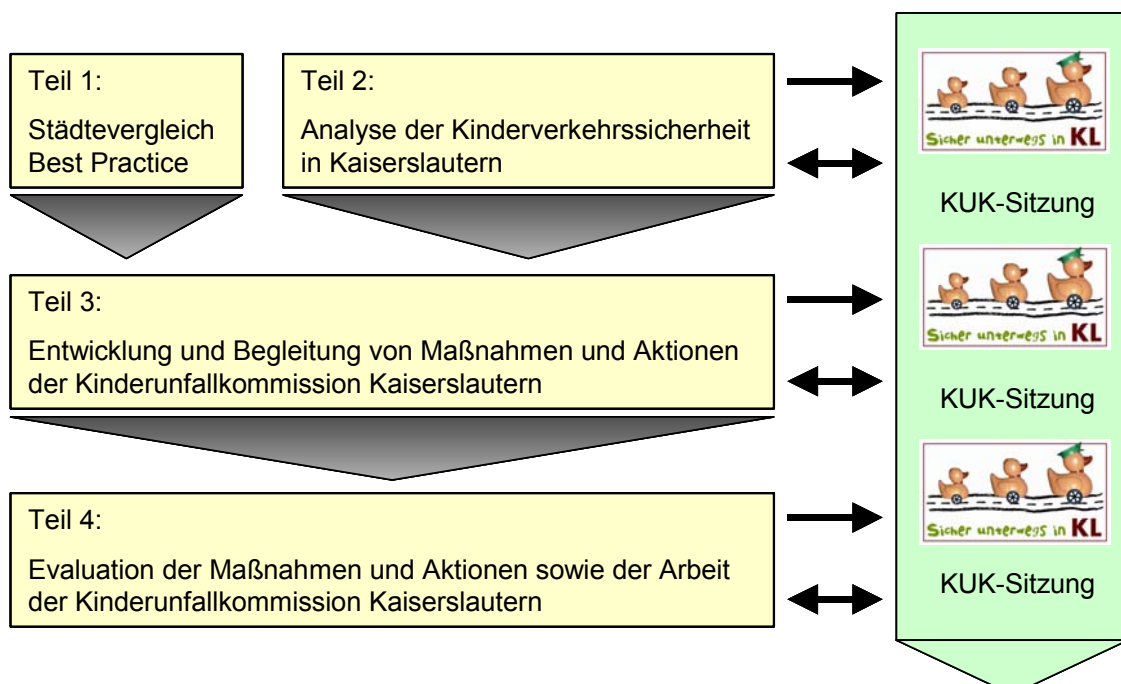 Teil 1:
Städtevergleich
Best Practice
Teil 2:
Analyse der Kinderverkehrssicherheit
in Kaiserslautern
Sicher unterwegs in KL
KUK-Sitzung
Teil 3:
Entwicklung und Begleitung von Maßnahmen und Aktionen
der Kinderunfallkommission Kaiserslautern
Sicher unterwegs in KL
KUK-Sitzung
Teil 4:
Evaluation der Maßnahmen und Aktionen sowie der Arbeit
der Kinderunfallkommission Kaiserslautern
Sicher unterwegs in KL
KUK-Sitzung